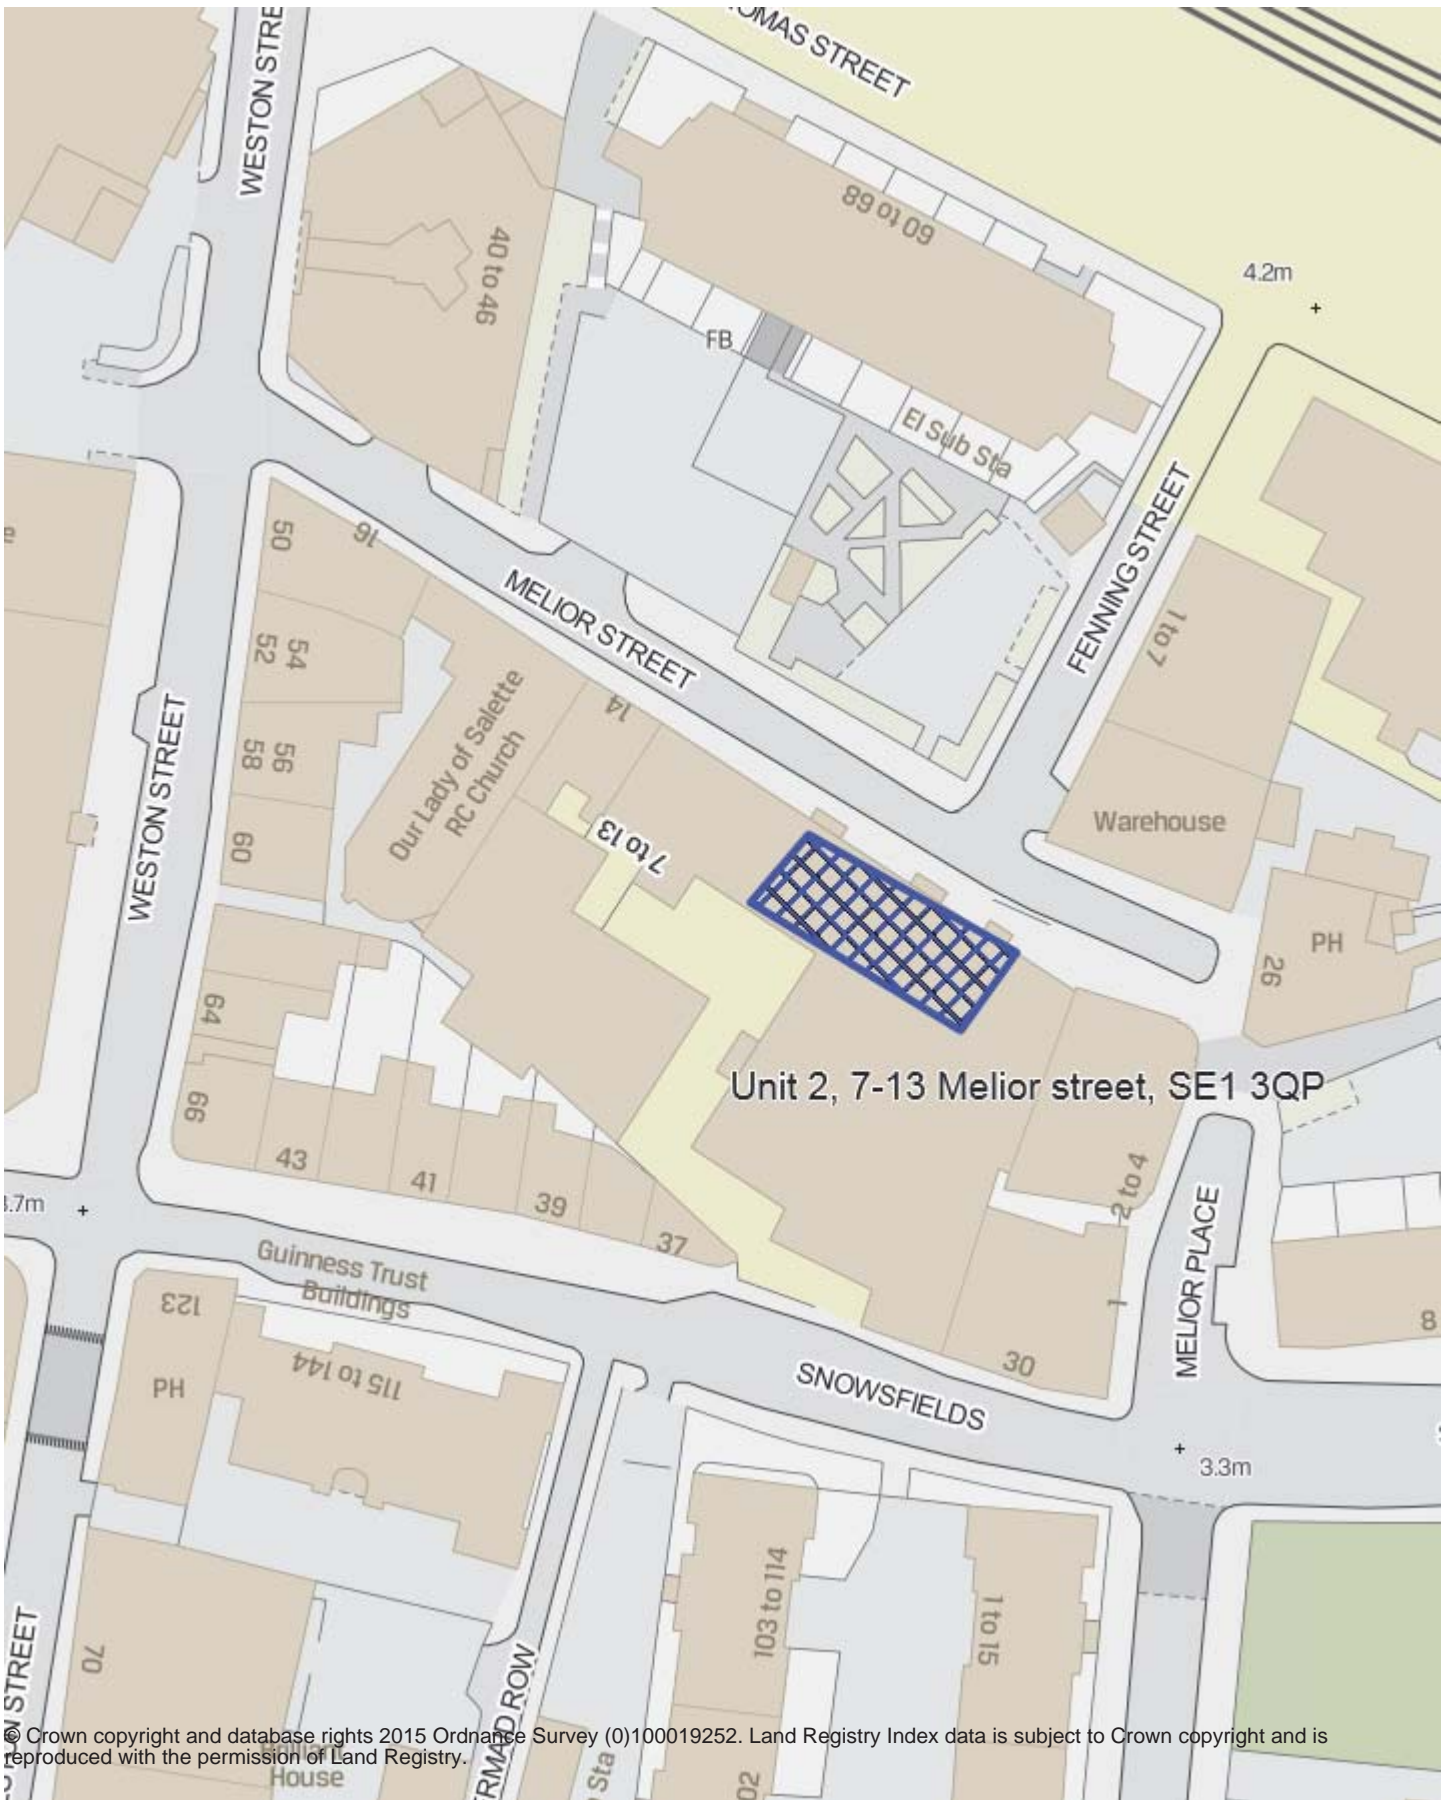 OMAS STREET
WESTON STRE
60 to 68
40 to 46
4.2m
FB
El Sub Sta
FENNING STREET
50
16
MELIOR STREET
1 to 7
54
52
Our Lady of Salette
RC Church
14
56
58
WESTON STREET
60
7 to 13
Warehouse
PH
26
64
Unit 2, 7-13 Melior street, SE1 3QP
66
43
41
39
37
2 to 4
MELIOR PLACE
.7m
Guinness Trust
Buildings
123
PH
115 to 144
1
8
30
SNOWSFIELDS
3.3m
103 to 114
1 to 15
70
ON STREET
ERMAID ROW
Sta
02
© Crown copyright and database rights 2015 Ordnance Survey (0)100019252. Land Registry Index data is subject to Crown copyright and is
reproduced with the permission of Land Registry.
House